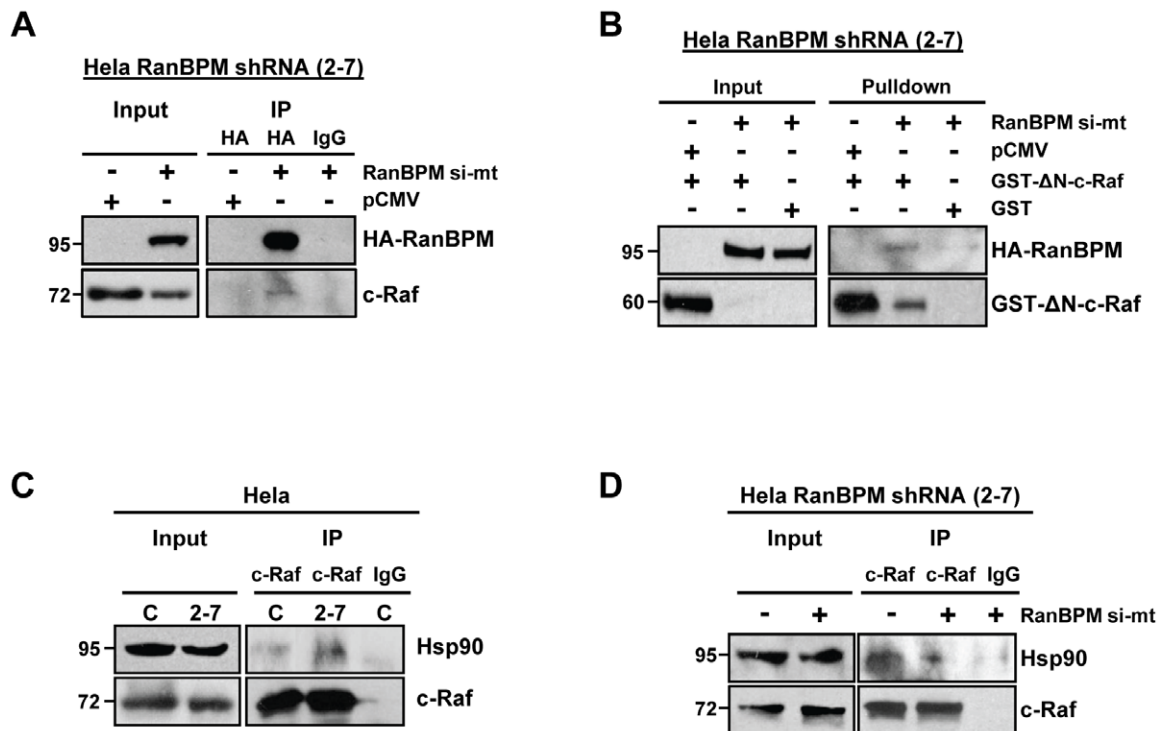 A
Hela RanBPM shRNA (2-7)
Input IP
HA HA IgG
- + - + + RanBPM si-mt
+ - + - - pCMV
95 HA-RanBPM
72 c-Raf
B
Hela RanBPM shRNA (2-7)
Input Pulldown
- + + - + + RanBPM si-mt
+ - - + - - pCMV
+ + - + + - GST-ΔN-c-Raf
- - + - - + GST
95 HA-RanBPM
60 GST-ΔN-c-Raf
C
Hela
Input IP
c-Raf c-Raf IgG
C 2-7 C 2-7 C
95 Hsp90
72 c-Raf
D
Hela RanBPM shRNA (2-7)
Input IP
c-Raf c-Raf IgG
- + - + + RanBPM si-mt
95 Hsp90
72 c-Raf